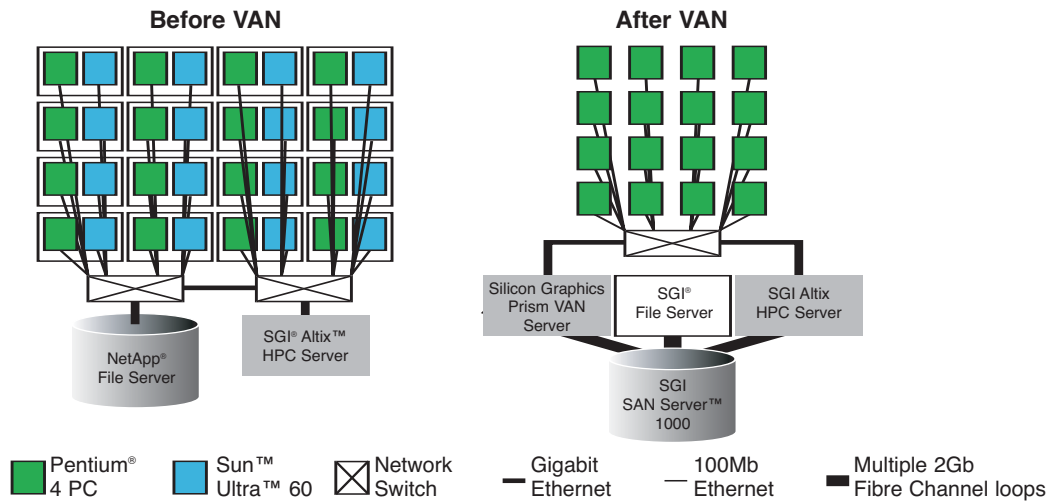 Before VAN
After VAN
NetApp®
File Server
SGI® Altix™
HPC Server
Silicon Graphics
Prism VAN
Server
SGI®
File Server
SGI Altix
HPC Server
SGI
SAN Server™
1000
Pentium®
4 PC
Sun™
Ultra™ 60
Network
Switch
Gigabit
Ethernet
100Mb
Ethernet
Multiple 2Gb
Fibre Channel loops